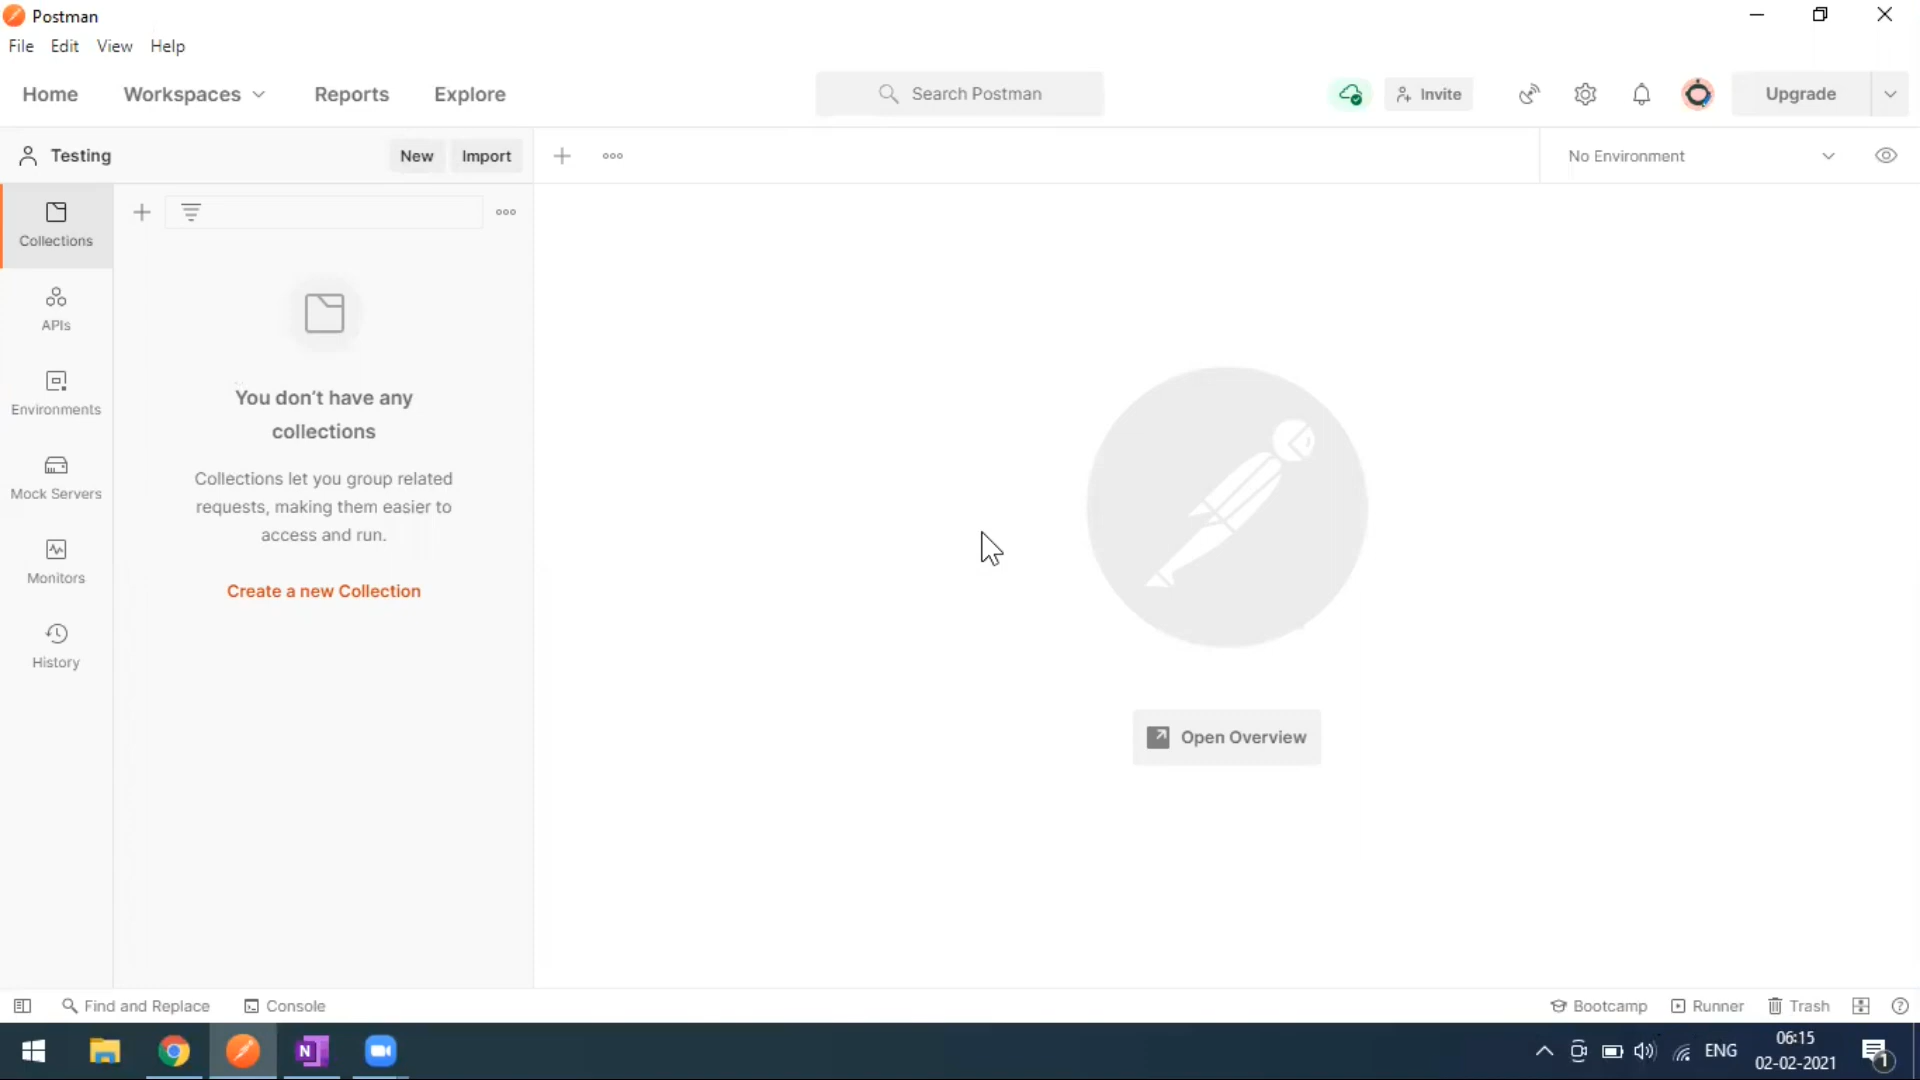 Postman
File Edit View Help
Home Workspaces Reports Explore Search Postman Invite Upgrade
Testing New Import No Environment
Collections
APIs
Environments
Mock Servers
Monitors
History
You don't have any
collections
Collections let you group related
requests, making them easier to
access and run.
Create a new Collection
Open Overview
Find and Replace Console Bootcamp Runner Trash
N ENG 06:15
02-02-2021 1